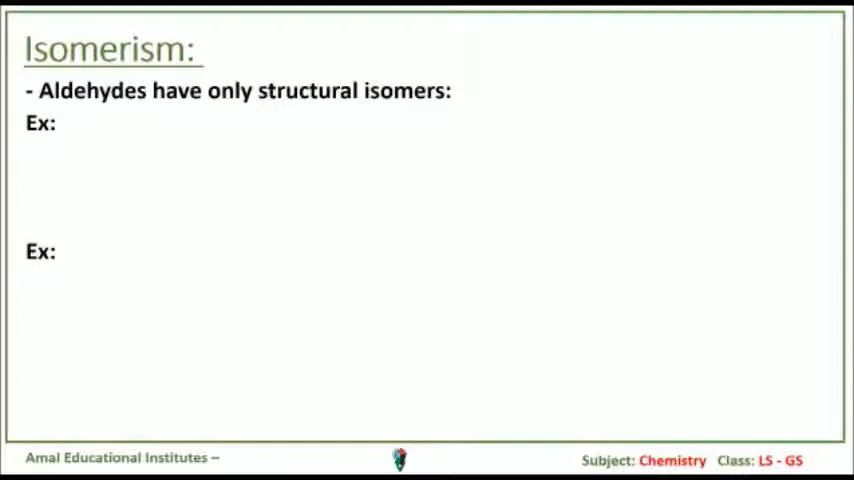 Isomerism:
- Aldehydes have only structural isomers:
Ex:
Ex:
Amal Educational Institutes –
Subject: Chemistry Class: LS - GS